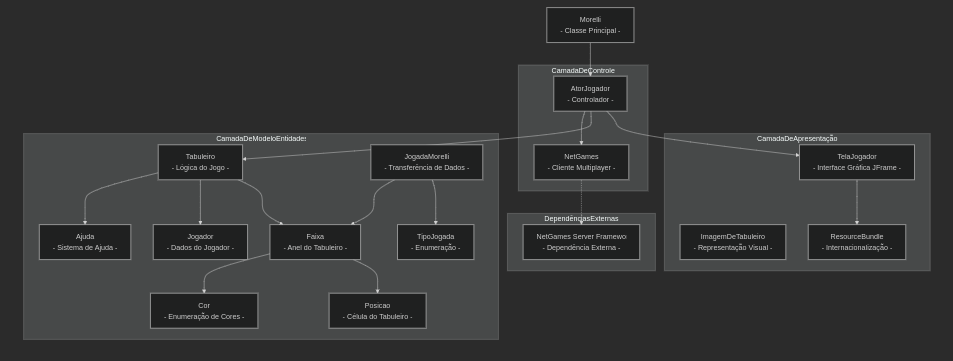 Morelli
- Classe Principal -
CamadaDeControle
AtorJogador
- Controlador -
CamadaDeModeloEntidades
CamadaDeApresentação
Tabuleiro
- Lógica do Jogo -
JogadaMorelli
- Transferência de Dados -
NetGames
- Cliente Multiplayer -
TelaJogador
- Interface Gráfica JFrame -
DependênciasExternas
Ajuda
- Sistema de Ajuda -
Jogador
- Dados do Jogador -
Faixa
- Anel do Tabuleiro -
TipoJogada
- Enumeração -
NetGames Server Framewo
- Dependência Externa -
ImagemDeTabuleiro
- Representação Visual -
ResourceBundle
- Internacionalização -
Cor
- Enumeração de Cores -
Posicao
- Célula do Tabuleiro -